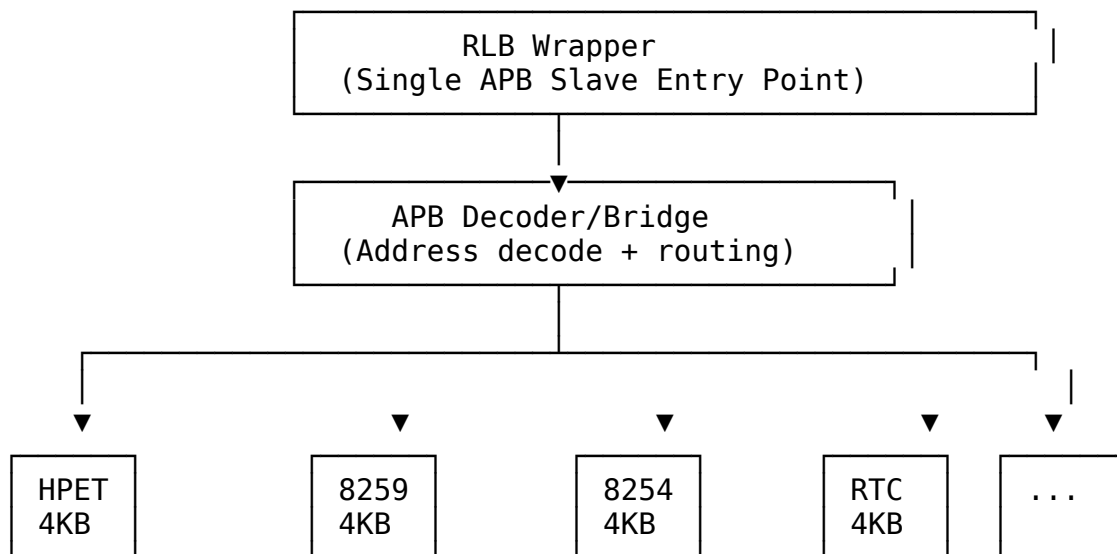 RLB Wrapper
(Single APB Slave Entry Point)
APB Decoder/Bridge
(Address decode + routing)
HPET 8259 8254 RTC ...
4KB 4KB 4KB 4KB